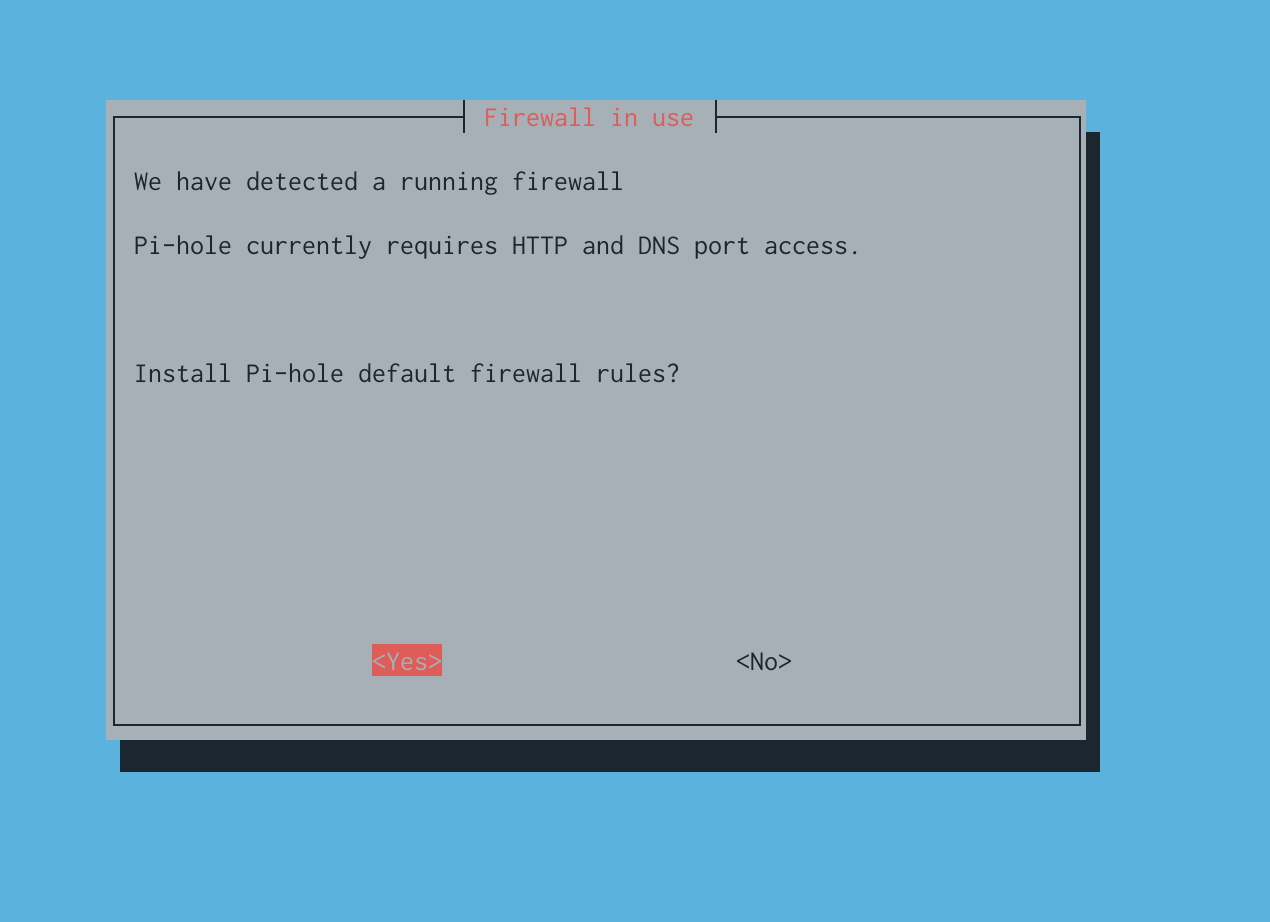 Firewall in use
We have detected a running firewall
Pi-hole currently requires HTTP and DNS port access.
Install Pi-hole default firewall rules?
<Yes> <No>